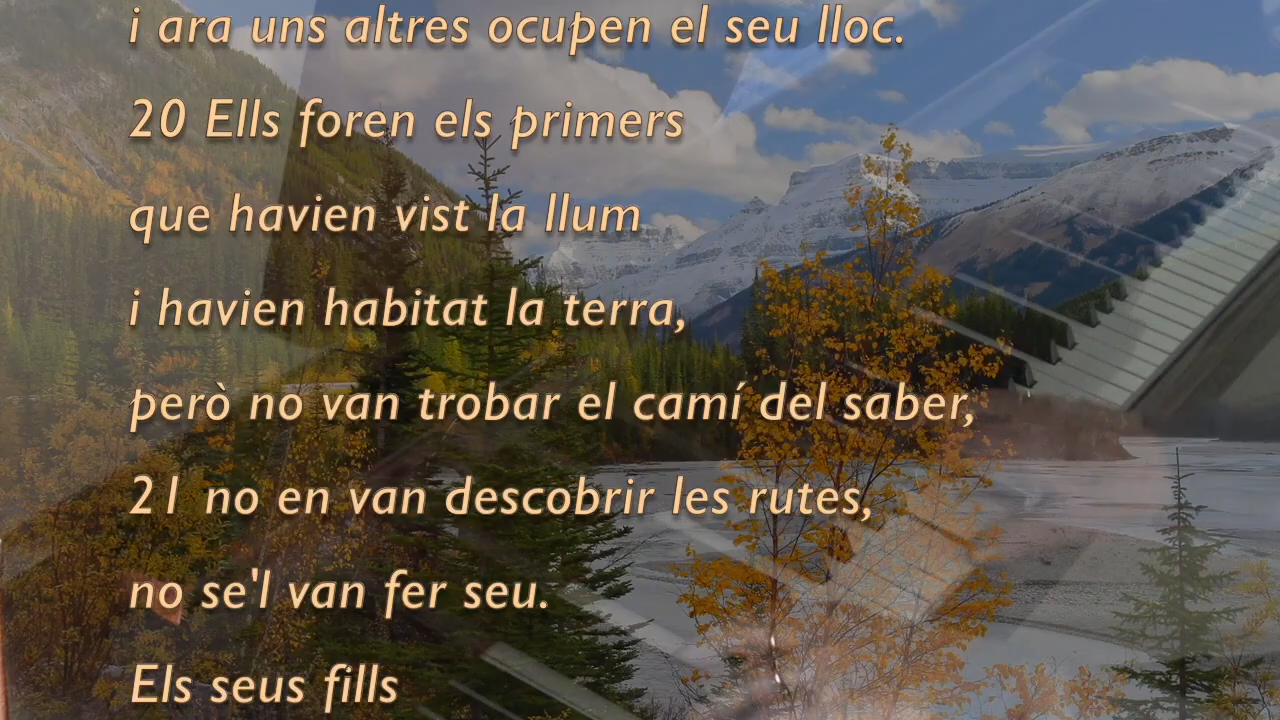 i ara uns altres ocupen el seu lloc.
20 Ells foren els primers
que havien vist la llum
i havien habitat la terra,
però no van trobar el camí del saber,
21 no en van descobrir les rutes,
no se'l van fer seu.
Els seus fills